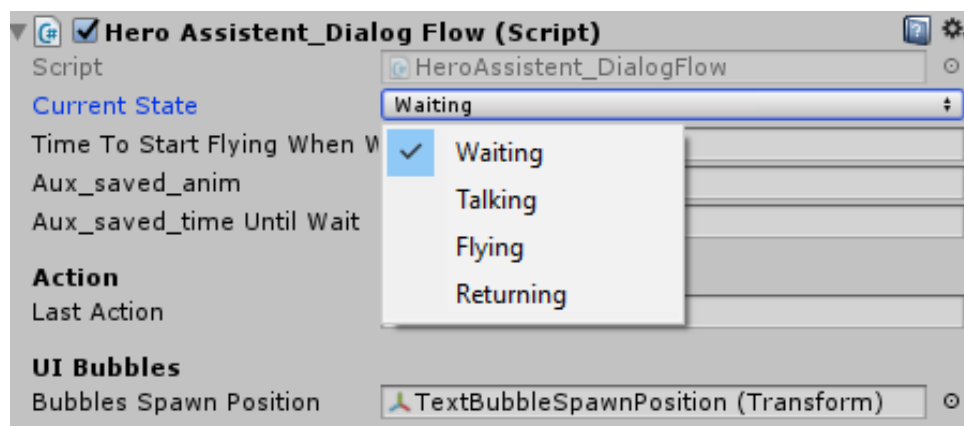 Hero Assistent_Dialog Flow (Script)
Script HeroAssistent_DialogFlow
Current State Waiting
Time To Start Flying When
Waiting
Aux_saved_anim
Talking
Aux_saved_time Until Wait
Flying
Action
Returning
Last Action
UI Bubbles
Bubbles Spawn Position TextBubbleSpawnPosition (Transform)